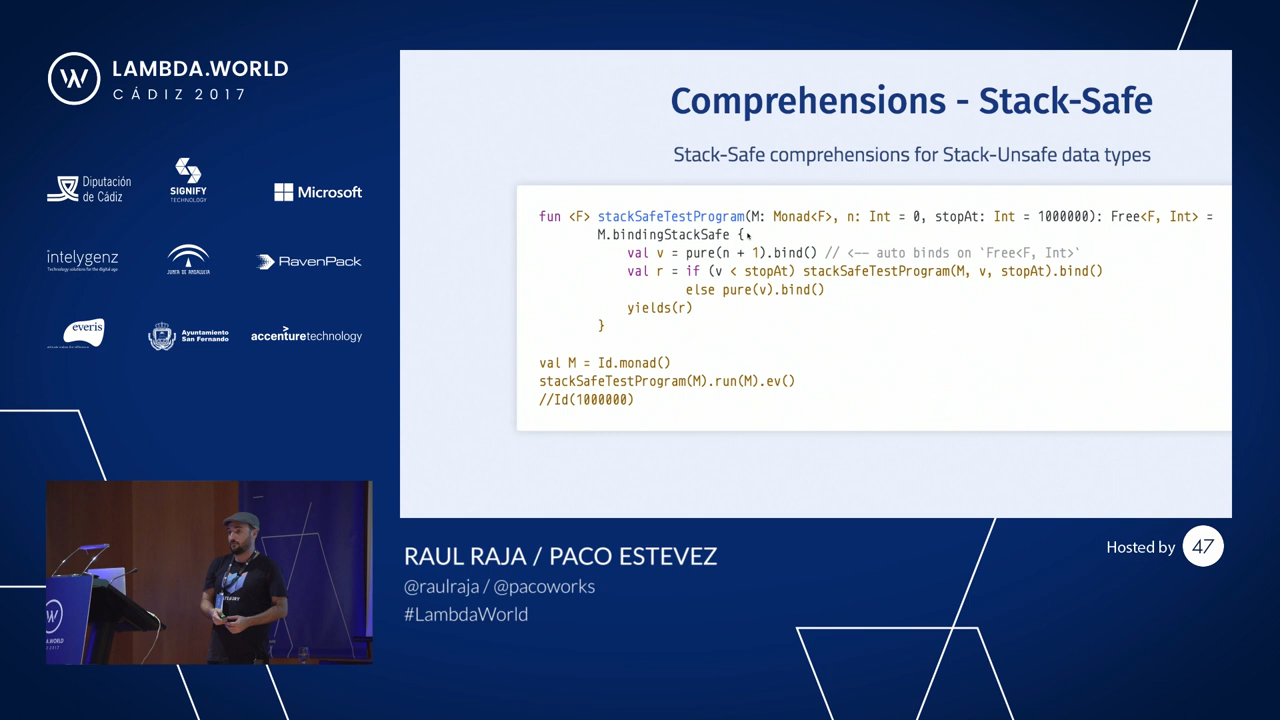 LAMBDA.WORLD
CÁDIZ 2017
Diputación
de Cádiz
SIGNIFY
TECHNOLOGY
Microsoft
intelygenz
Technology solutions for the digital age
JUNTA DE ANDALUCIA
RavenPack
everis
Ayuntamiento
San Fernando
accenturetechnology
Comprehensions - Stack-Safe
Stack-Safe comprehensions for Stack-Unsafe data types
fun <F> stackSafeTestProgram(M: Monad<F>, n: Int = 0, stopAt: Int = 1000000): Free<F, Int> =
M.bindingStackSafe {
val v = pure(n + 1).bind() // <-- auto binds on `Free<F, Int>`
val r = if (v < stopAt) stackSafeTestProgram(M, v, stopAt).bind()
else pure(v).bind()
yields(r)
}
val M = Id.monad()
stackSafeTestProgram(M).run(M).ev()
//Id(1000000)
RAUL RAJA / PACO ESTEVEZ
@raulraja / @pacoworks
#LambdaWorld
Hosted by 47